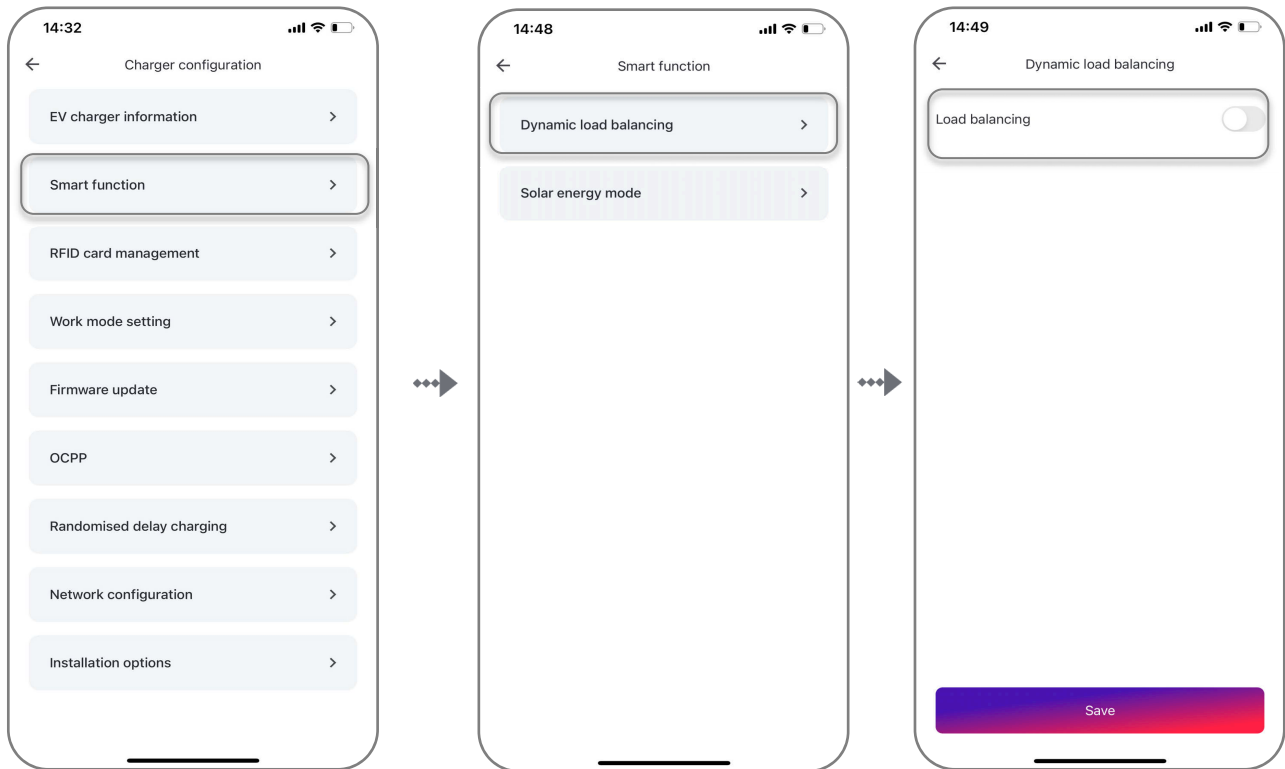 14:32
Charger configuration
EV charger information
Smart function
RFID card management
Work mode setting
Firmware update
OCPP
Randomised delay charging
Network configuration
Installation options
14:48
Smart function
Dynamic load balancing
Solar energy mode
14:49
Dynamic load balancing
Load balancing
Save